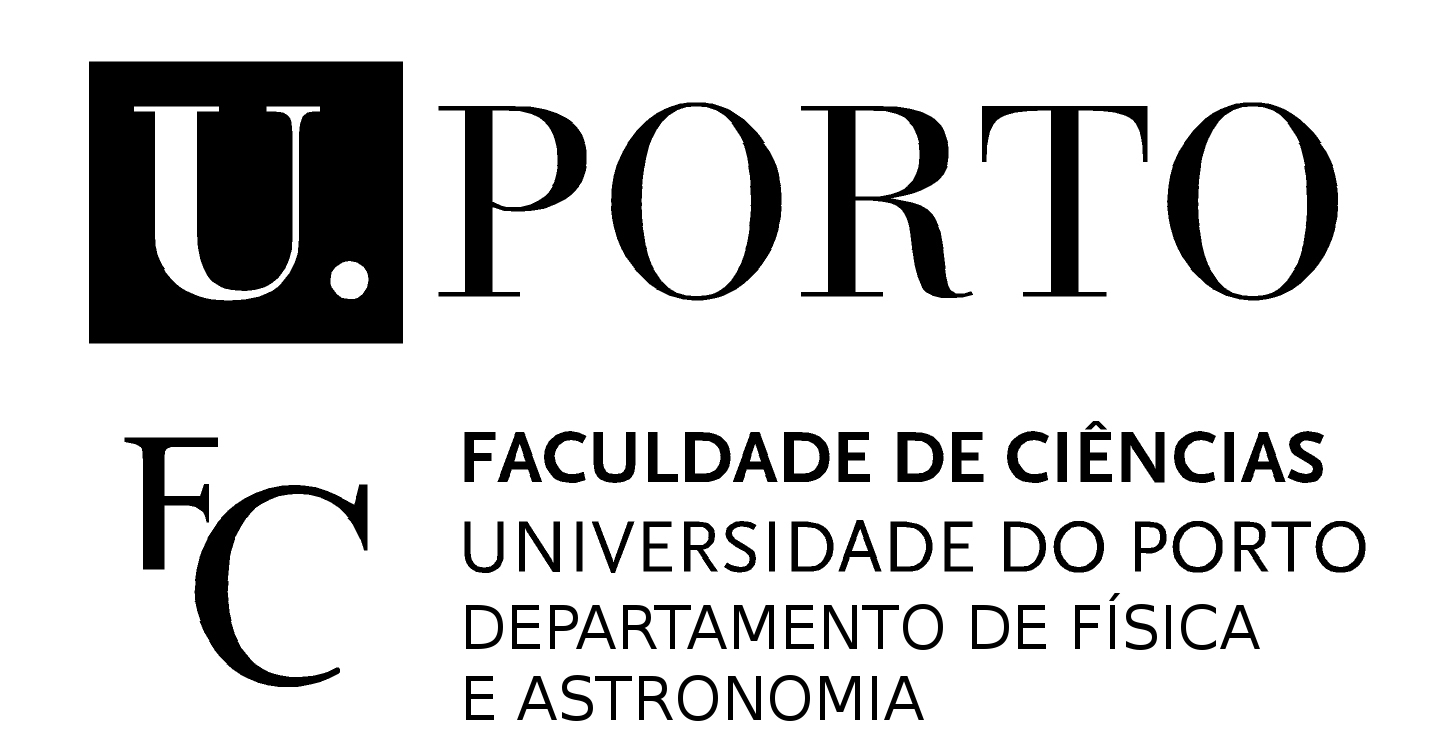 U. PORTO
FC
FACULDADE DE CIÊNCIAS
UNIVERSIDADE DO PORTO
DEPARTAMENTO DE FÍSICA
E ASTRONOMIA